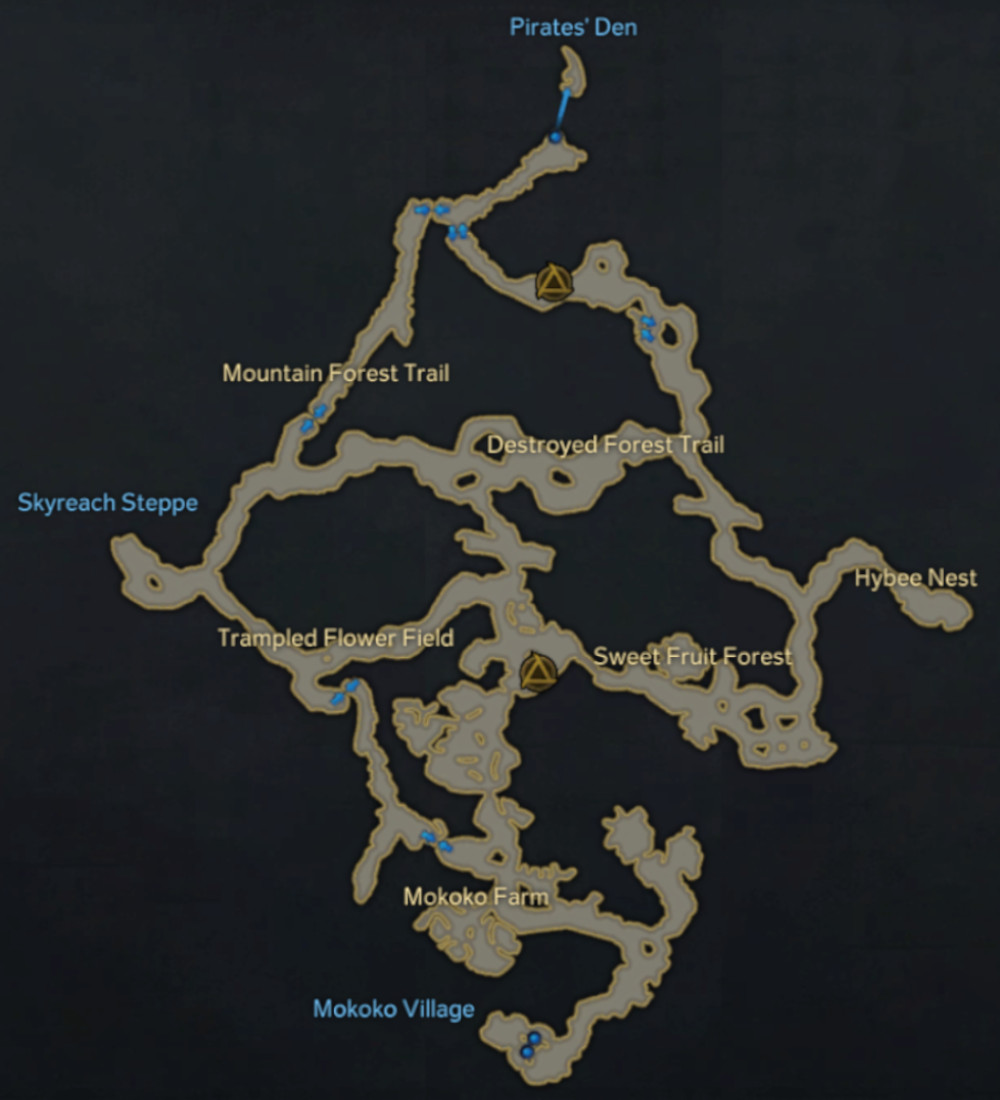 Pirates' Den
Mountain Forest Trail
Destroyed Forest Trail
Skyreach Steppe
Hybee Nest
Trampled Flower Field
Sweet Fruit Forest
Mokoko Farm
Mokoko Village